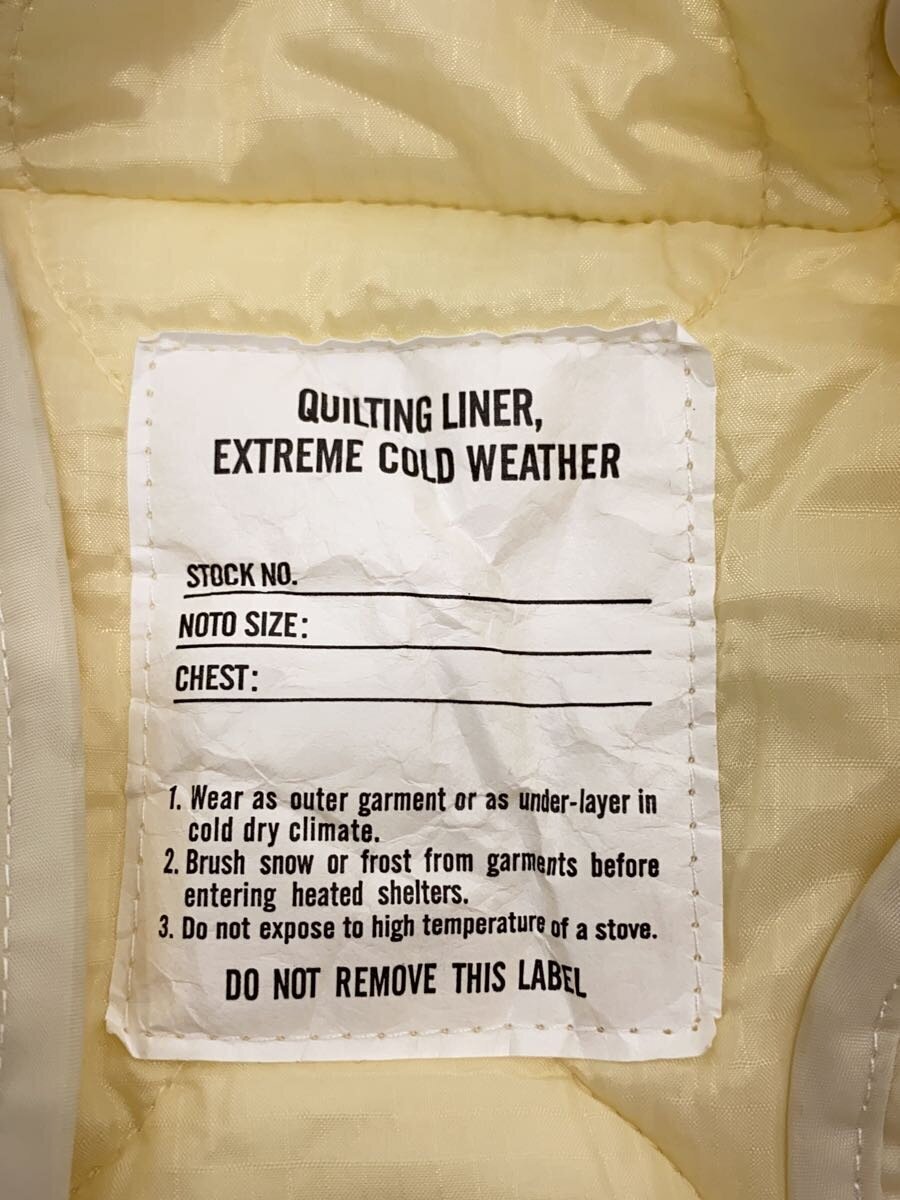 QUILTING LINER,
EXTREME COLD WEATHER
STOCK NO.
NOTO SIZE:
CHEST:
1. Wear as outer garment or as under-layer in
cold dry climate.
2. Brush snow or frost from garments before
entering heated shelters.
3. Do not expose to high temperature of a stove.
DO NOT REMOVE THIS LABEL